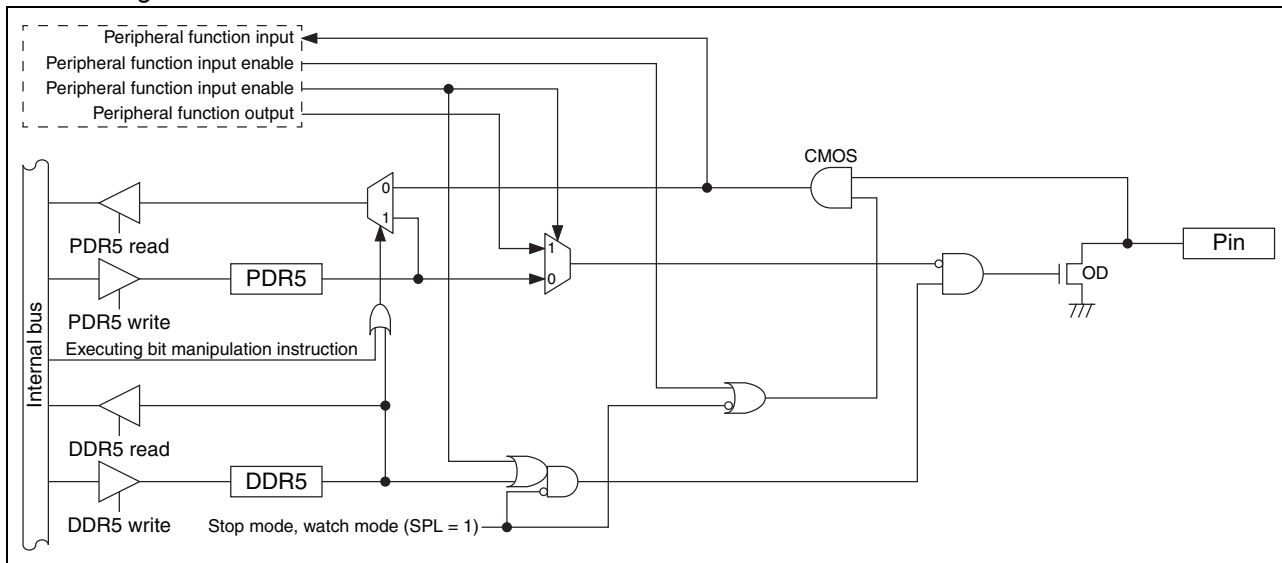 Peripheral function input
Peripheral function input enable
Peripheral function input enable
Peripheral function output
CMOS
0
1
PDR5 read
1
0
Pin
OD
PDR5
PDR5 write
Executing bit manipulation instruction
Internal bus
DDR5 read
DDR5
DDR5 write
Stop mode, watch mode (SPL = 1)